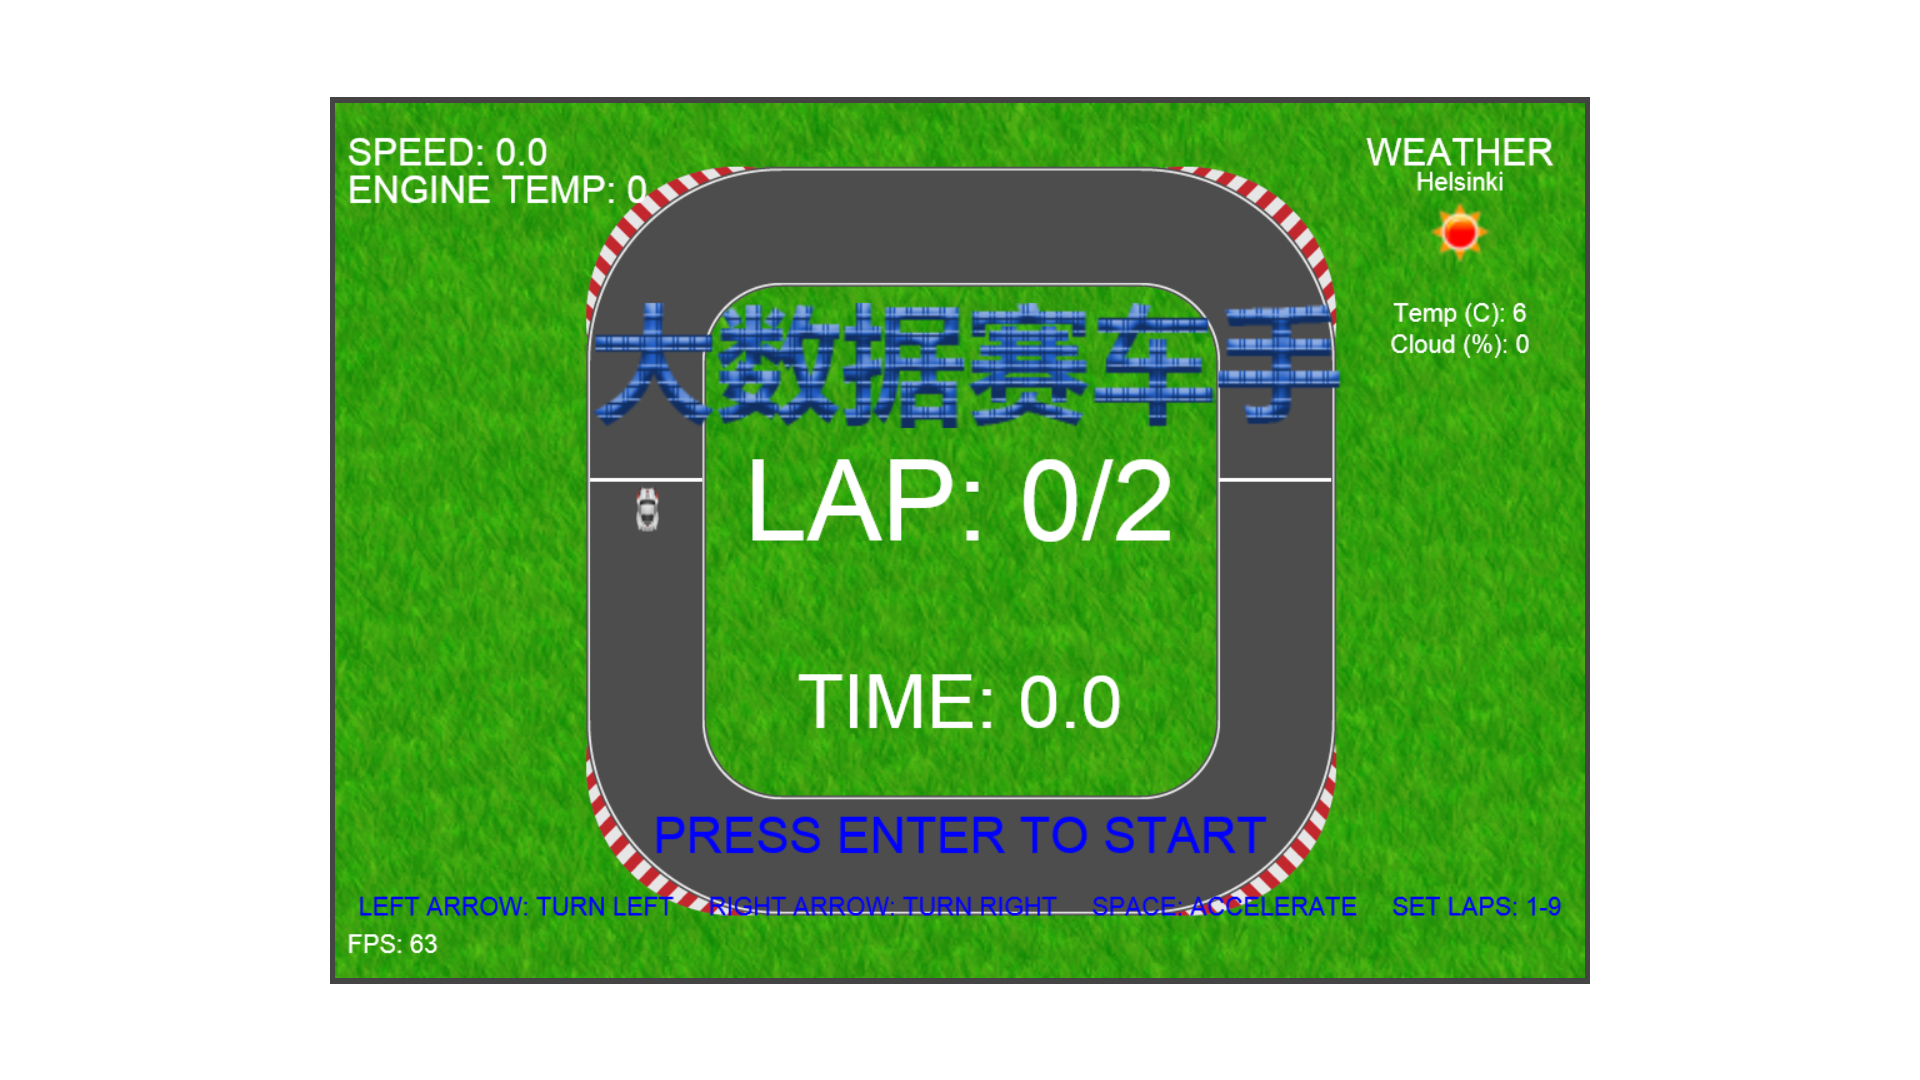 SPEED: 0.0
ENGINE TEMP: 0
WEATHER
Helsinki
Temp (C): 6
Cloud (%): 0
大数据赛车手
LAP: 0/2
TIME: 0.0
PRESS ENTER TO START
LEFT ARROW: TURN LEFT RIGHT ARROW: TURN RIGHT SPACE: ACCELERATE SET LAPS: 1-9
FPS: 63